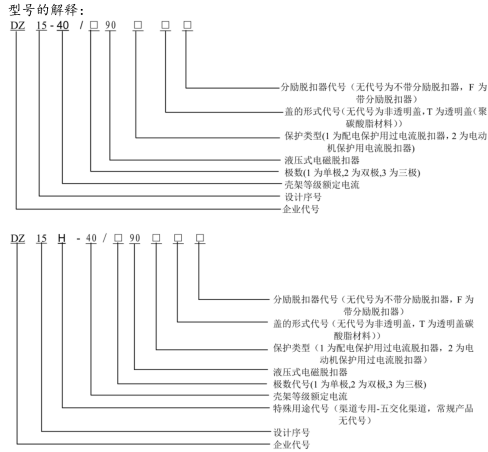 型号的解释：
DZ 15-40 / □ 90 □ □ □
分励脱扣器代号（无代号为不带分励脱扣器，F 为
带分励脱扣器）
盖的形式代号(无代号为非透明盖，T为透明盖(聚
碳酸脂材料））
保护类型(1 为配电保护用过电流脱扣器，2 为电动
机保护用电流脱扣器)
液压式电磁脱扣器
极数(1 为单极,2 为双极,3 为三极)
壳架等级额定电流
设计序号
企业代号
DZ 15 H - 40 / □ 90 □ □ □
分励脱扣器代号（无代号为不带分励脱扣器，F 为
带分励脱扣器）
盖的形式代号（无代号为非透明盖，T 为透明盖碳
酸脂材料））
保护类型（1 为配电保护用过电流脱扣器，2 为电
动机保护用过电流脱扣器）
液压式电磁脱扣器
极数代号(1 为单极,2 为双极,3 为三极)
壳架等级额定电流
特殊用途代号（渠道专用-五交化渠道，常规产品
无代号）
设计序号
企业代号